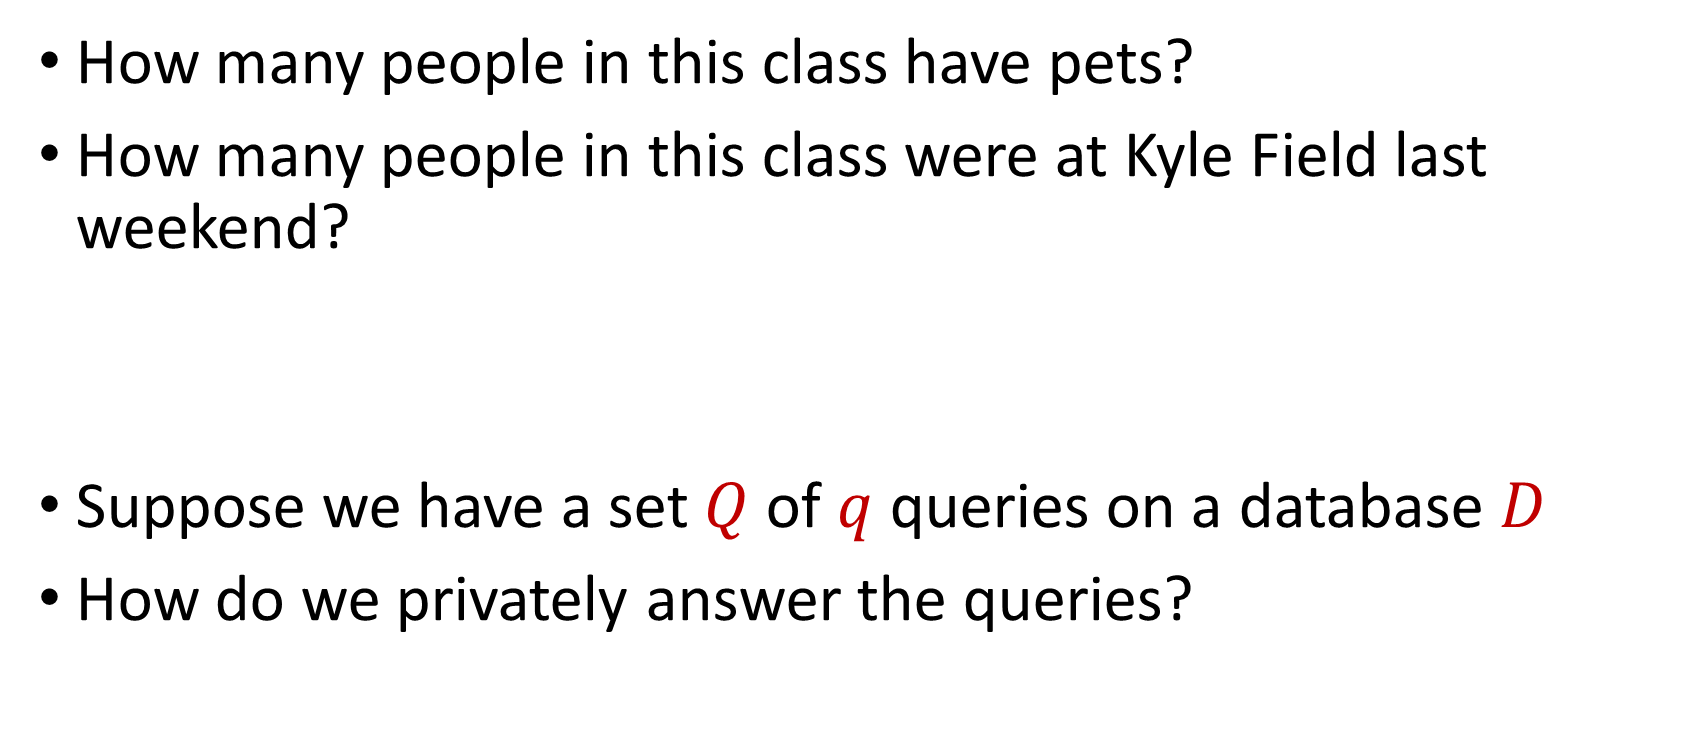 • How many people in this class have pets?
• How many people in this class were at Kyle Field last
weekend?
• Suppose we have a set Q of q queries on a database D
• How do we privately answer the queries?